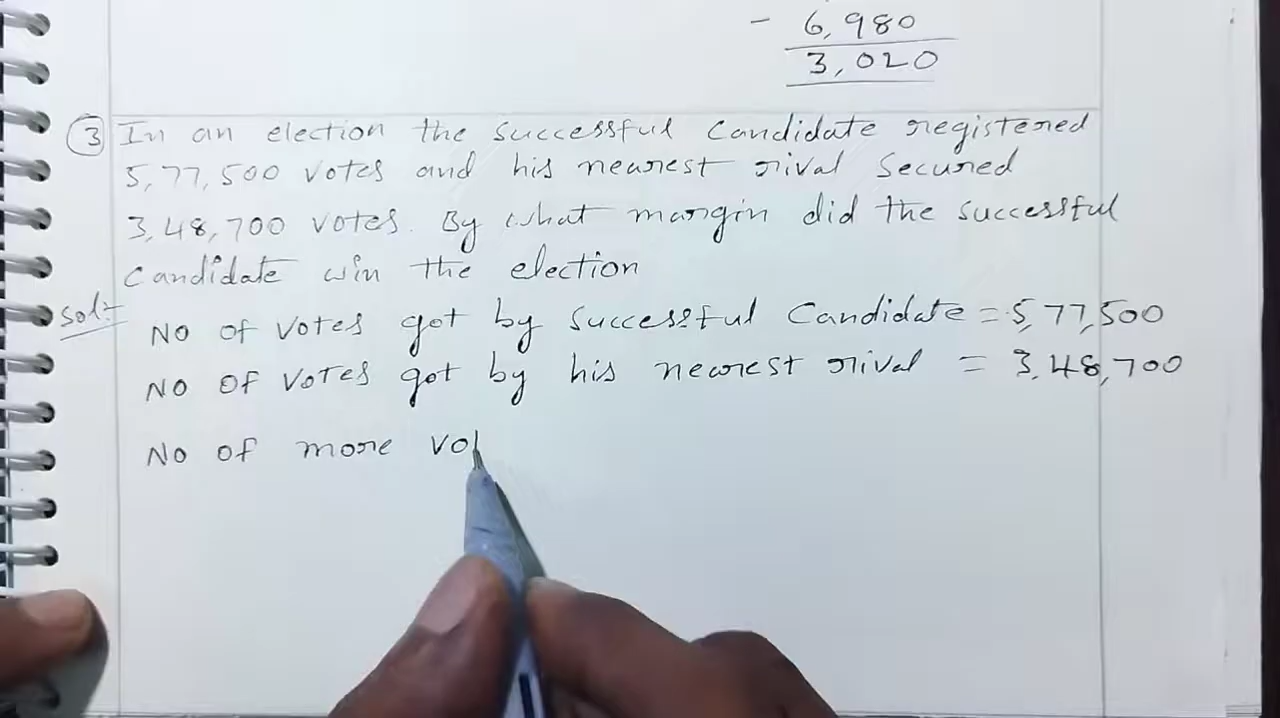 - 6,980
3,020
3 In an election the successful candidate registered
5,77,500 votes and his nearest rival secured
3,48,700 votes. By what margin did the successful
candidate win the election
Sol:-
No of votes got by successful candidate = 5,77,500
No of votes got by his nearest rival = 3,48,700
No of more vot